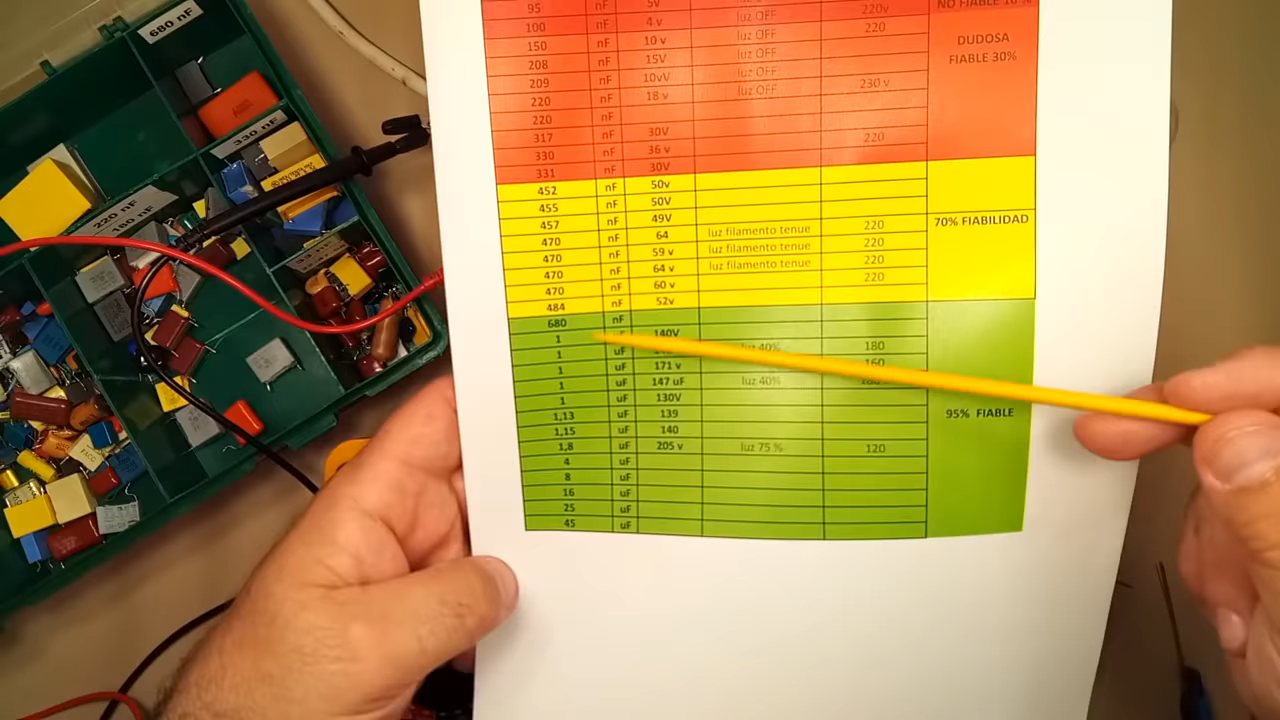 680 nF
330 nF
220 nF
150 nF
95 nF 5v 220v NO FIABLE 10 %
100 nF 4 v luz OFF 220
150 nF 10 v luz OFF DUDOSA
208 nF 15V luz OFF FIABLE 30%
209 nF 10vV luz OFF
220 nF 18 v luz OFF 230 v
220 nF
317 nF 30V 220
330 nF 36 v
331 nF 30V
452 nF 50v
455 nF 50V
457 nF 49V 220 70% FIABILIDAD
470 nF 64 luz filamento tenue 220
470 nF 59 v luz filamento tenue 220
470 nF 64 v luz filamento tenue 220
470 nF 60 v
484 nF 52v
680 nF
1 140V 180
1 uF luz 40% 160
1 uF 171 v
1 uF 147 uF luz 40%
1 uF 130V 95% FIABLE
1,13 uF 139
1,15 uF 140
1,8 uF 205 v luz 75 % 120
4 uF
8 uF
16 uF
25 uF
45 uF